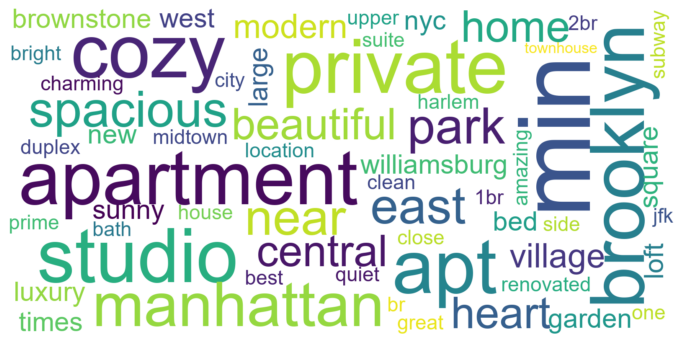 brownstone west modern upper nyc home 2br subway
bright cozy suite townhouse
charming city large private min brooklyn
spacious harlem
new midtown beautiful park amazing square
duplex location williamsburg
apartment clean 1br
sunny house east bed side jfk
prime bath near close
studio central apt village loft
best quiet renovated
luxury manhattan br heart garden one
times great